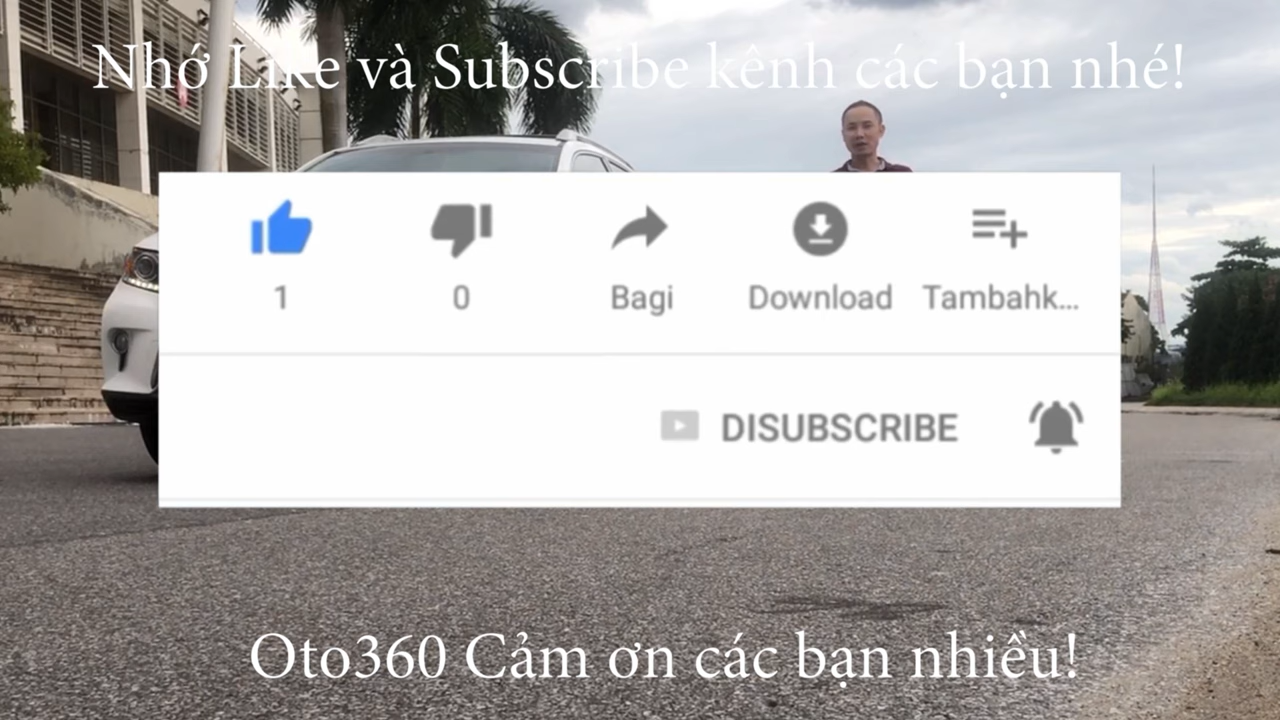 Nhớ Like và Subscribe kênh các bạn nhé!
1
0
Bagi
Download
Tambahk...
DISUBSCRIBE
Oto360 Cảm ơn các bạn nhiều!